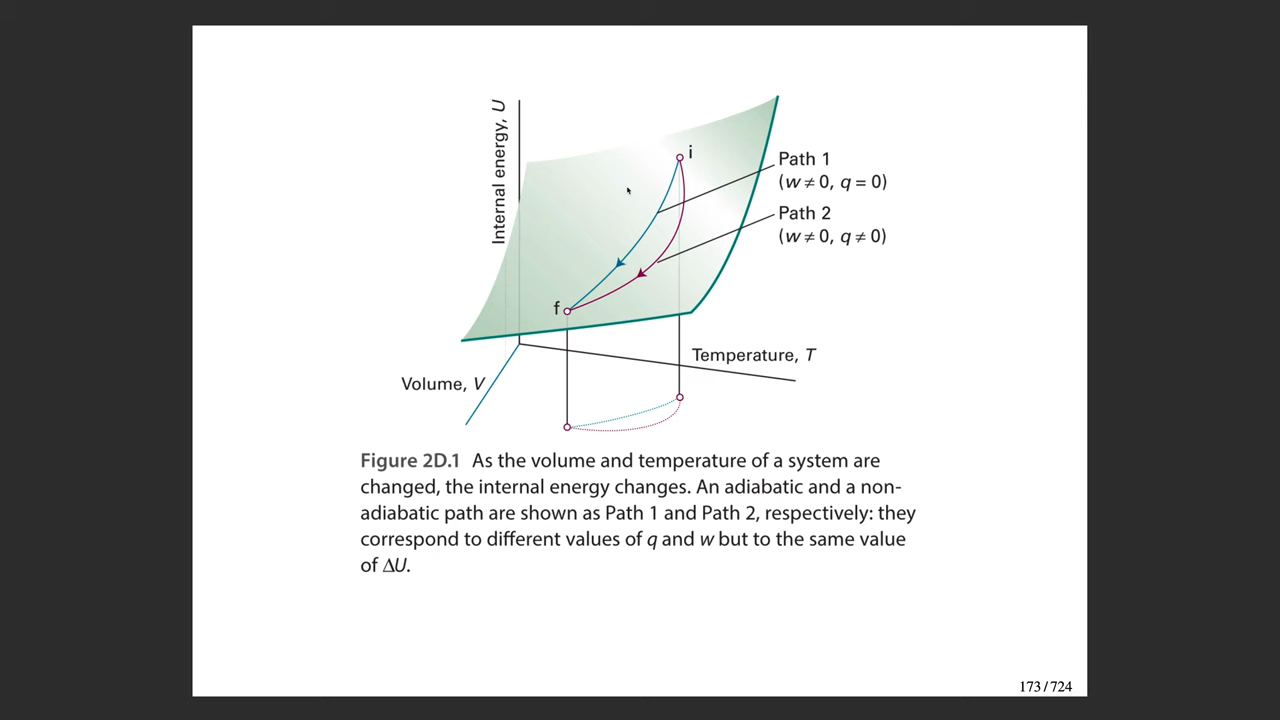 Internal energy, U
i
Path 1
(w ≠ 0, q = 0)
Path 2
(w ≠ 0, q ≠ 0)
f
Temperature, T
Volume, V
Figure 2D.1 As the volume and temperature of a system are
changed, the internal energy changes. An adiabatic and a non-
adiabatic path are shown as Path 1 and Path 2, respectively: they
correspond to different values of q and w but to the same value
of ΔU.
173 / 724